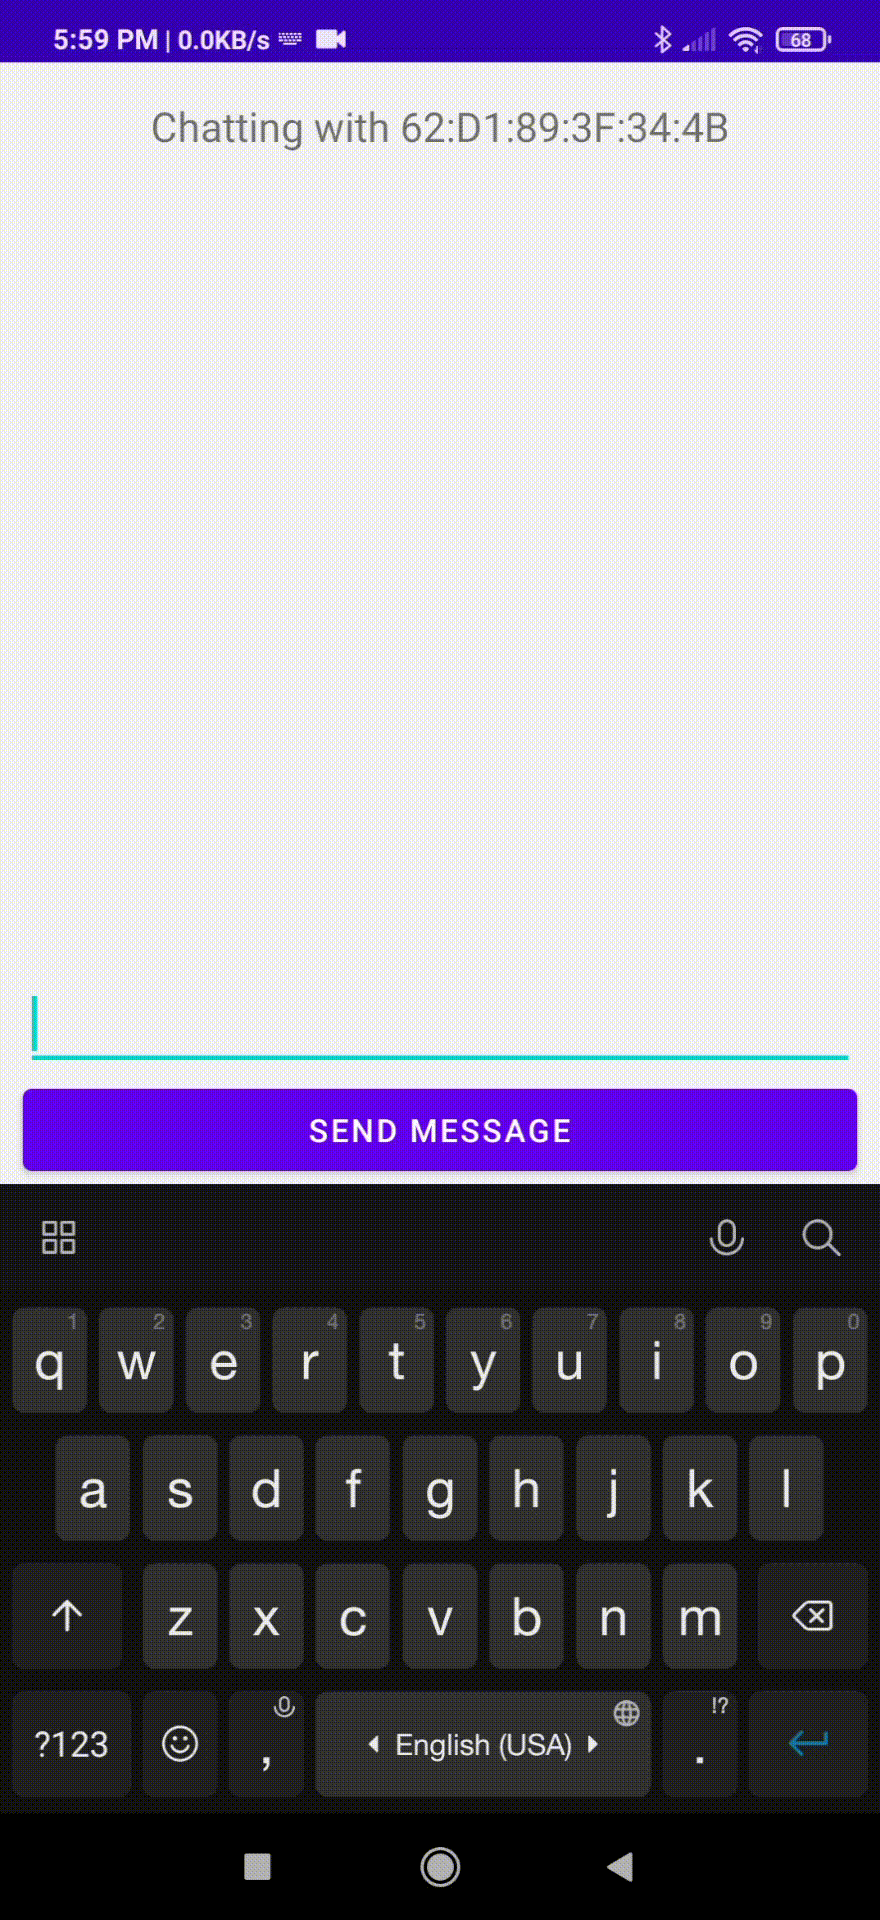 5:59 PM | 0.0KB/s 68
Chatting with 62:D1:89:3F:34:4B
SEND MESSAGE
1 2 3 4 5 6 7 8 9 0
q w e r t y u i o p
a s d f g h j k l
z x c v b n m
!?
?123 , English (USA) .